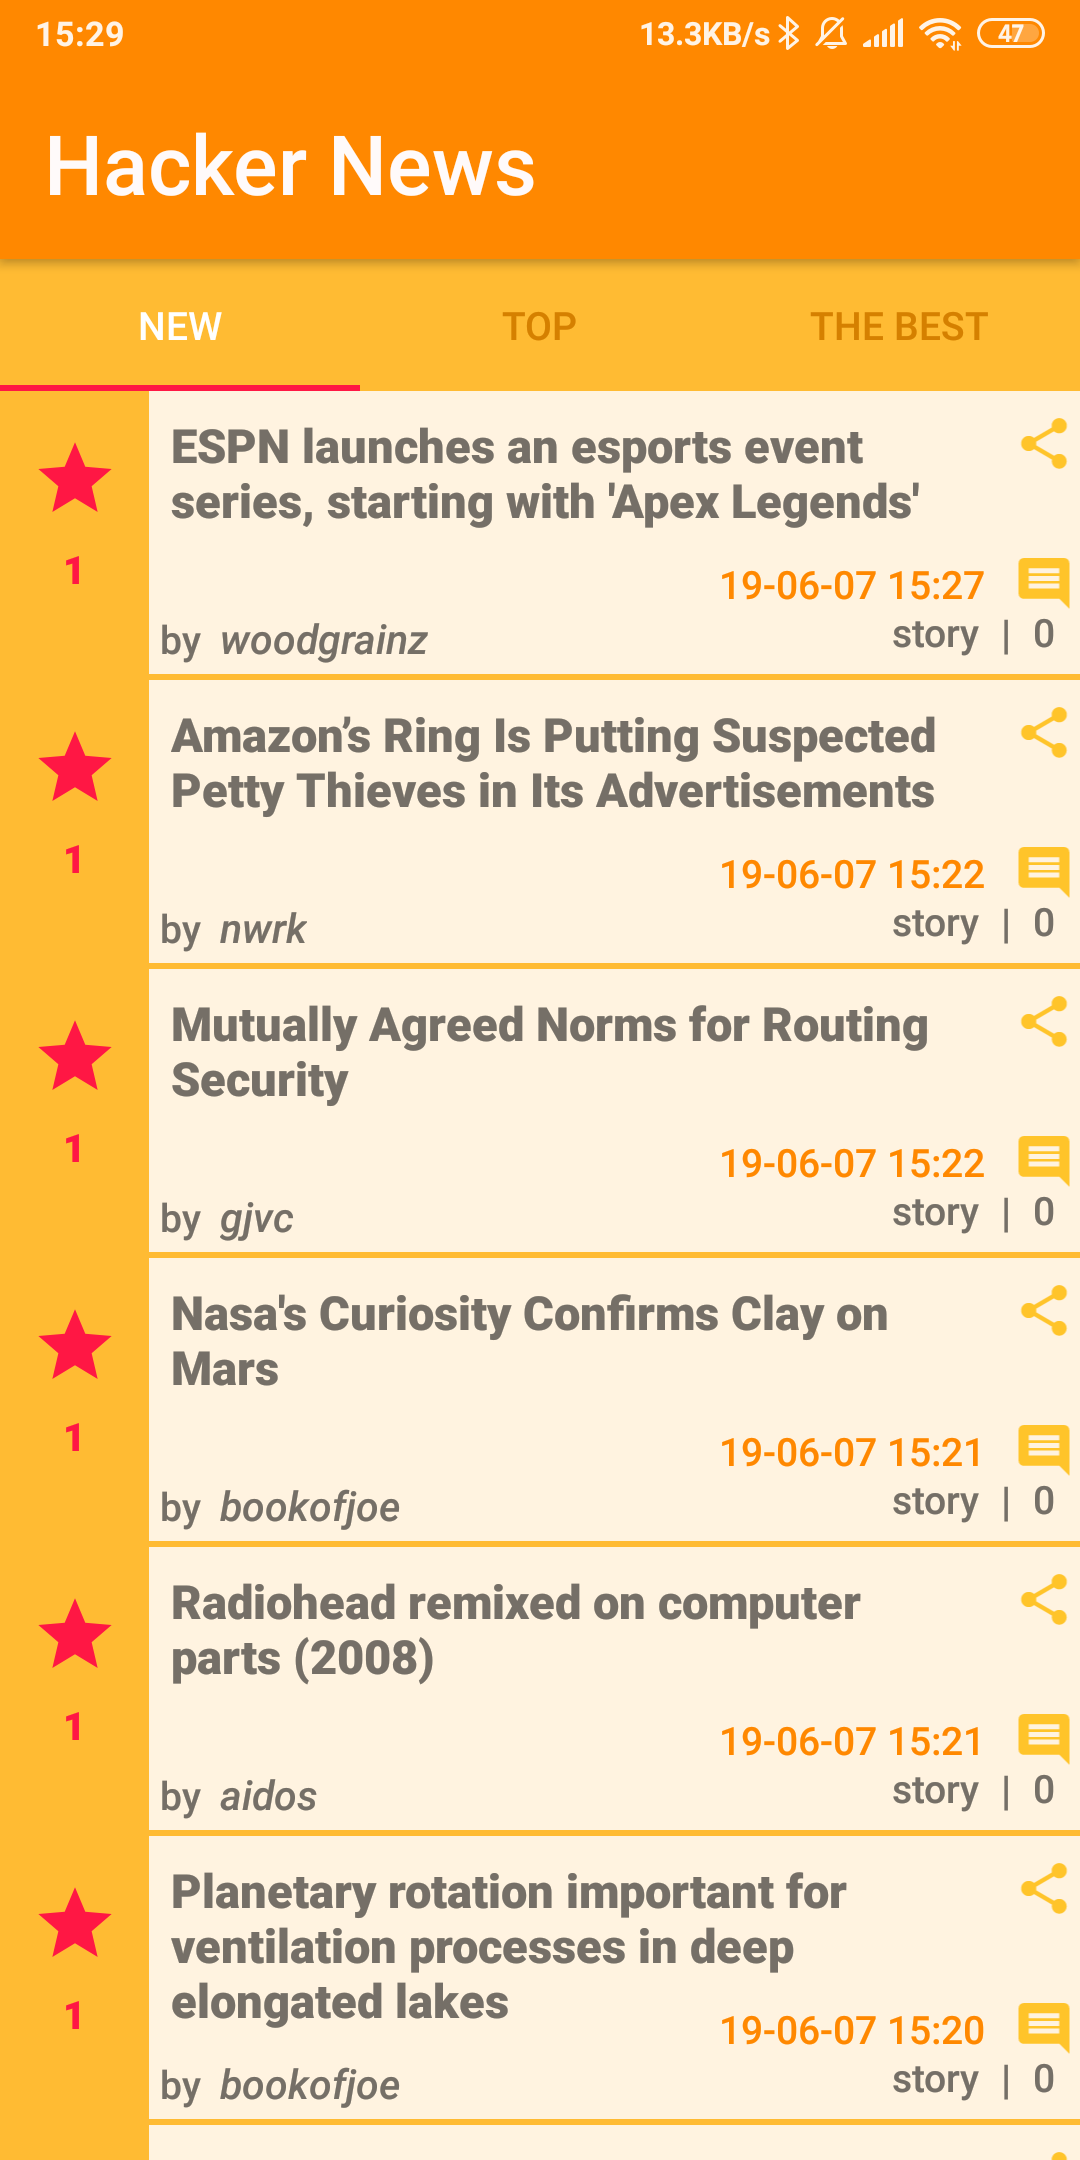 15:29 13.3KB/s 47
Hacker News
NEW TOP THE BEST
ESPN launches an esports event
series, starting with 'Apex Legends'
1
19-06-07 15:27
by woodgrainz story | 0
Amazon’s Ring Is Putting Suspected
Petty Thieves in Its Advertisements
1
19-06-07 15:22
by nwrk story | 0
Mutually Agreed Norms for Routing
Security
1
19-06-07 15:22
by gjvc story | 0
Nasa's Curiosity Confirms Clay on
Mars
1
19-06-07 15:21
by bookofjoe story | 0
Radiohead remixed on computer
parts (2008)
1
19-06-07 15:21
by aidos story | 0
Planetary rotation important for
ventilation processes in deep
elongated lakes
1
19-06-07 15:20
by bookofjoe story | 0